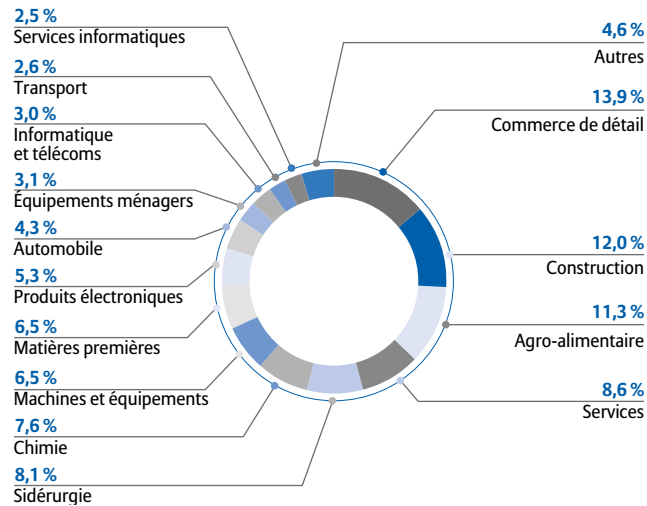 2,5 %
Services informatiques
2,6 %
Transport
3,0 %
Informatique
et télécoms
3,1 %
Équipements ménagers
4,3 %
Automobile
5,3 %
Produits électroniques
6,5 %
Matières premières
6,5 %
Machines et équipements
7,6 %
Chimie
8,1 %
Sidérurgie
4,6 %
Autres
13,9 %
Commerce de détail
12,0 %
Construction
11,3 %
Agro-alimentaire
8,6 %
Services